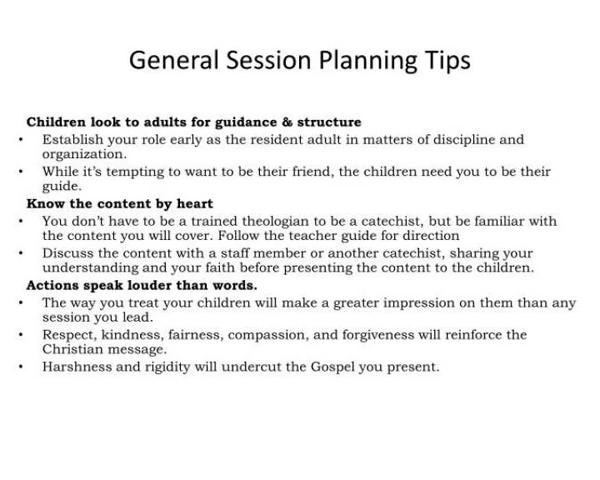 General Session Planning Tips
Children look to adults for guidance & structure
• Establish your role early as the resident adult in matters of discipline and
organization.
• While it's tempting to want to be their friend, the children need you to be their
guide.
Know the content by heart
• You don't have to be a trained theologian to be a catechist, but be familiar with
the content you will cover. Follow the teacher guide for direction
• Discuss the content with a staff member or another catechist, sharing your
understanding and your faith before presenting the content to the children.
Actions speak louder than words.
• The way you treat your children will make a greater impression on them than any
session you lead.
• Respect, kindness, fairness, compassion, and forgiveness will reinforce the
Christian message.
• Harshness and rigidity will undercut the Gospel you present.